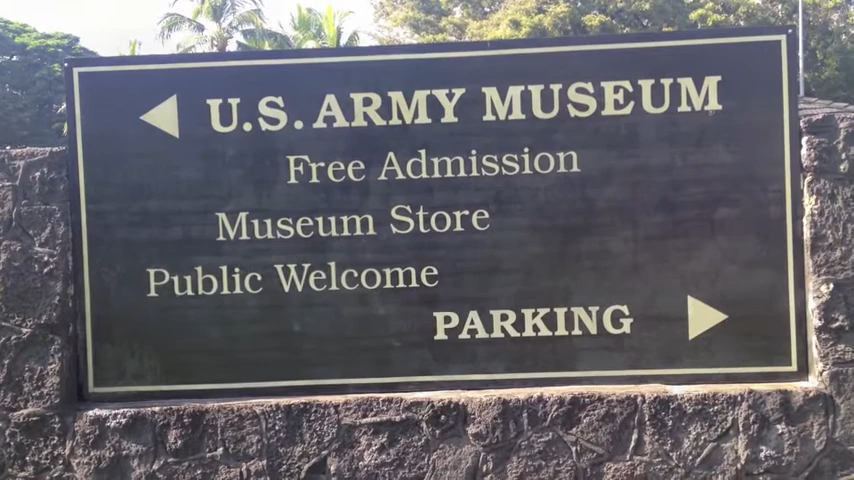 U.S. ARMY MUSEUM
Free Admission
Museum Store
Public Welcome
PARKING